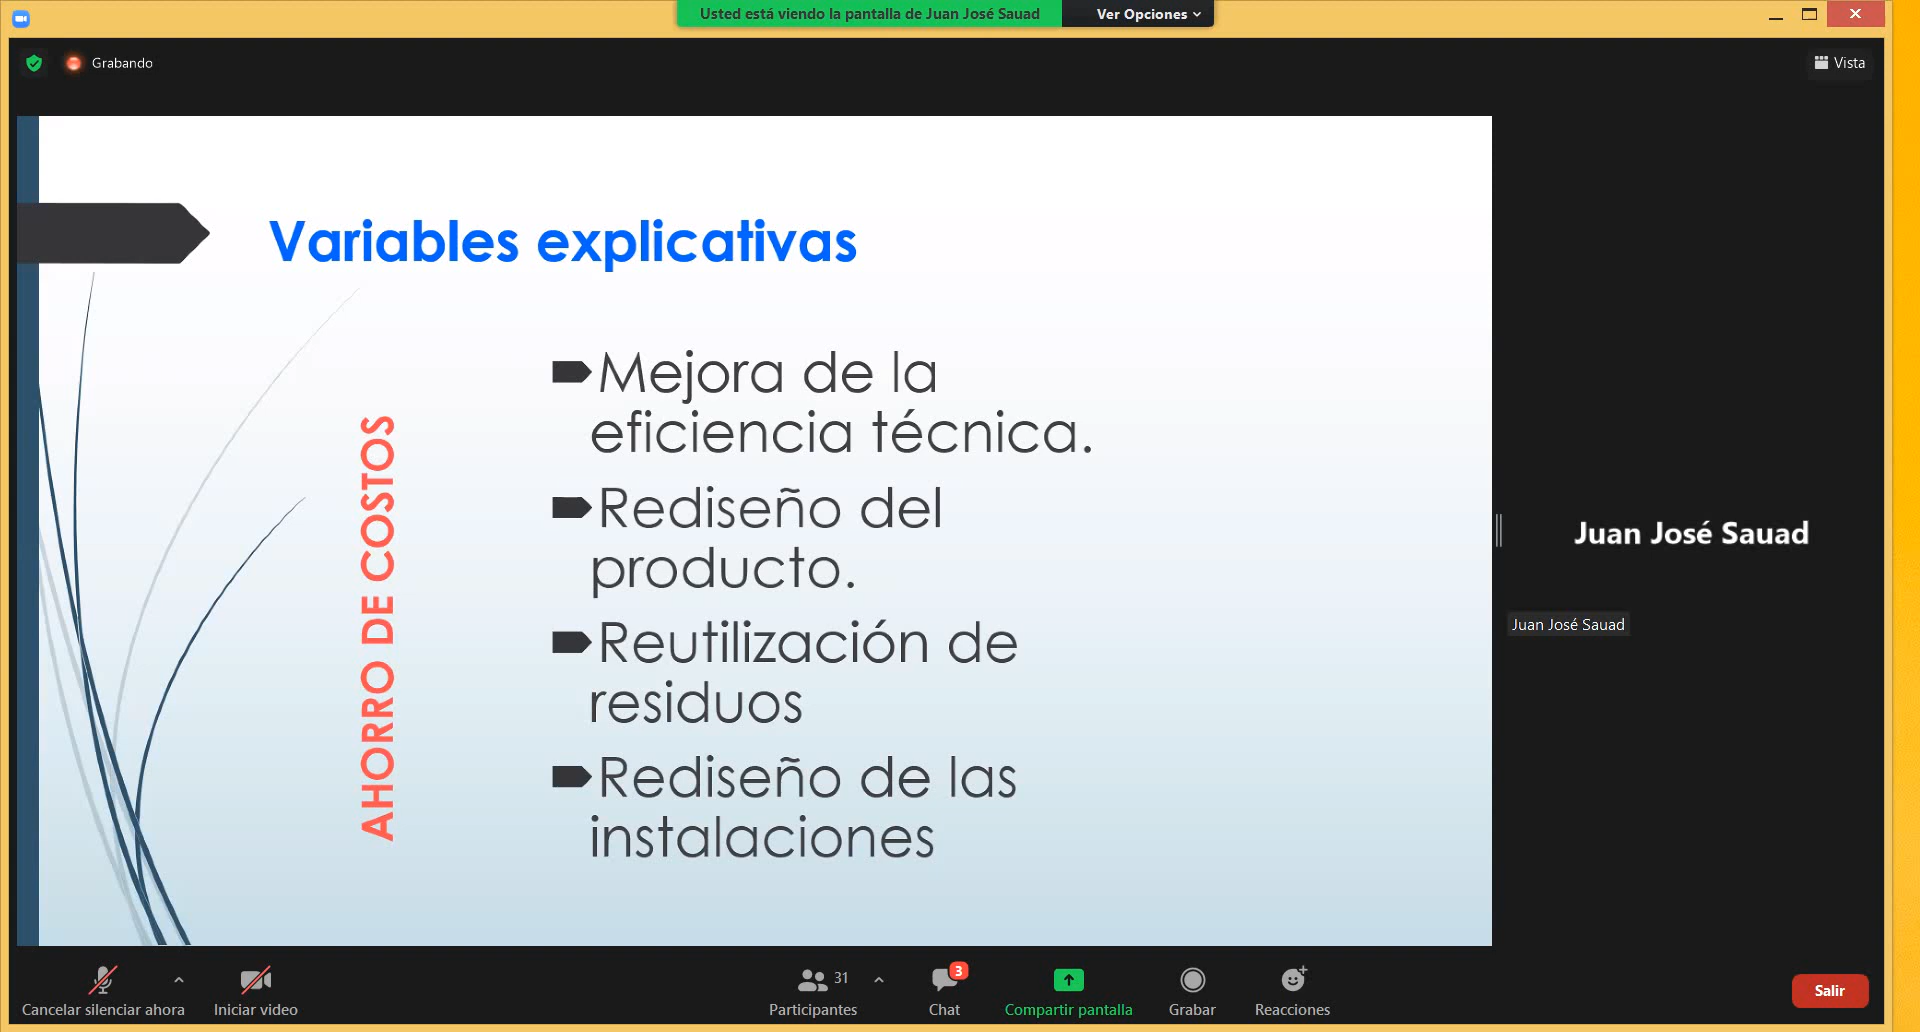 Usted está viendo la pantalla de Juan José Sauad
Ver Opciones
Grabando
Vista
Variables explicativas
AHORRO DE COSTOS
Mejora de la
eficiencia técnica.
Rediseño del
producto.
Reutilización de
residuos
Rediseño de las
instalaciones
Juan José Sauad
Juan José Sauad
Cancelar silenciar ahora
Iniciar video
31
Participantes
3
Chat
Compartir pantalla
Grabar
Reacciones
Salir